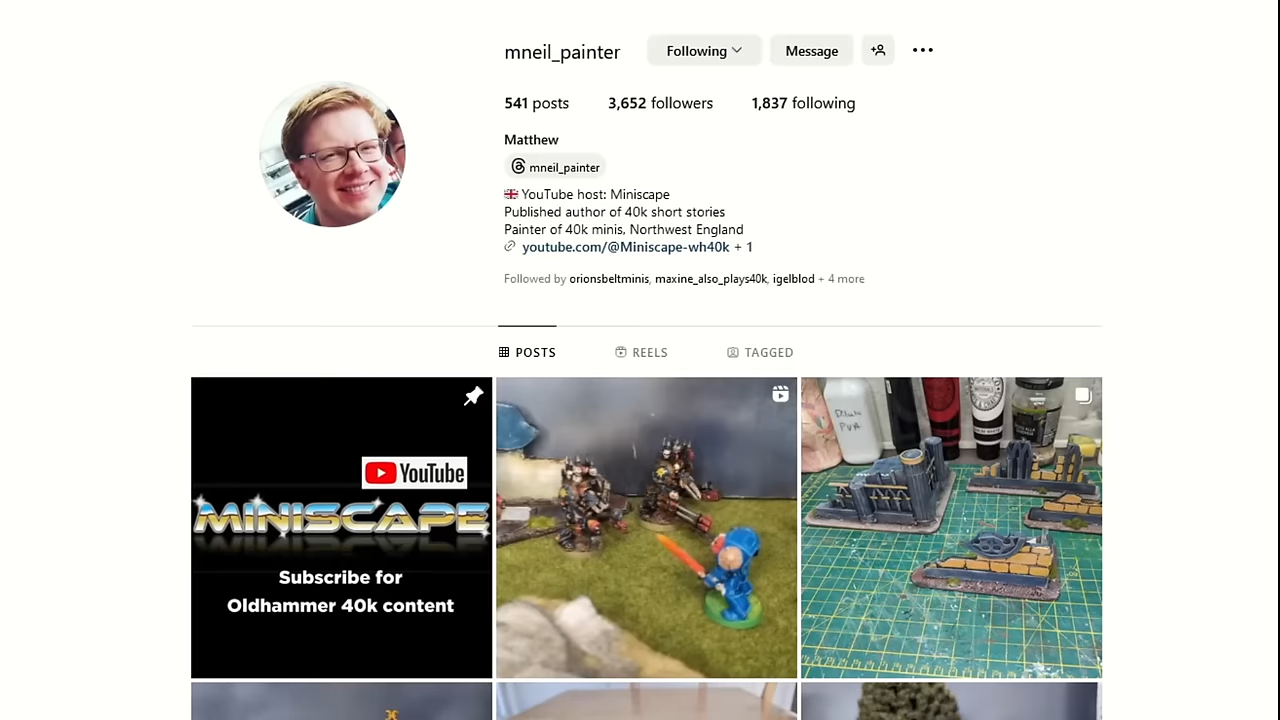 mneil_painter Following Message
541 posts 3,652 followers 1,837 following
Matthew
mneil_painter
YouTube host: Miniscape
Published author of 40k short stories
Painter of 40k minis, Northwest England
youtube.com/@Miniscape-wh40k + 1
Followed by orionsbeltminis, maxine_also_plays40k, igelblod + 4 more
POSTS REELS TAGGED
YouTube
MINISCAPE
Subscribe for
Oldhammer 40k content
PVA